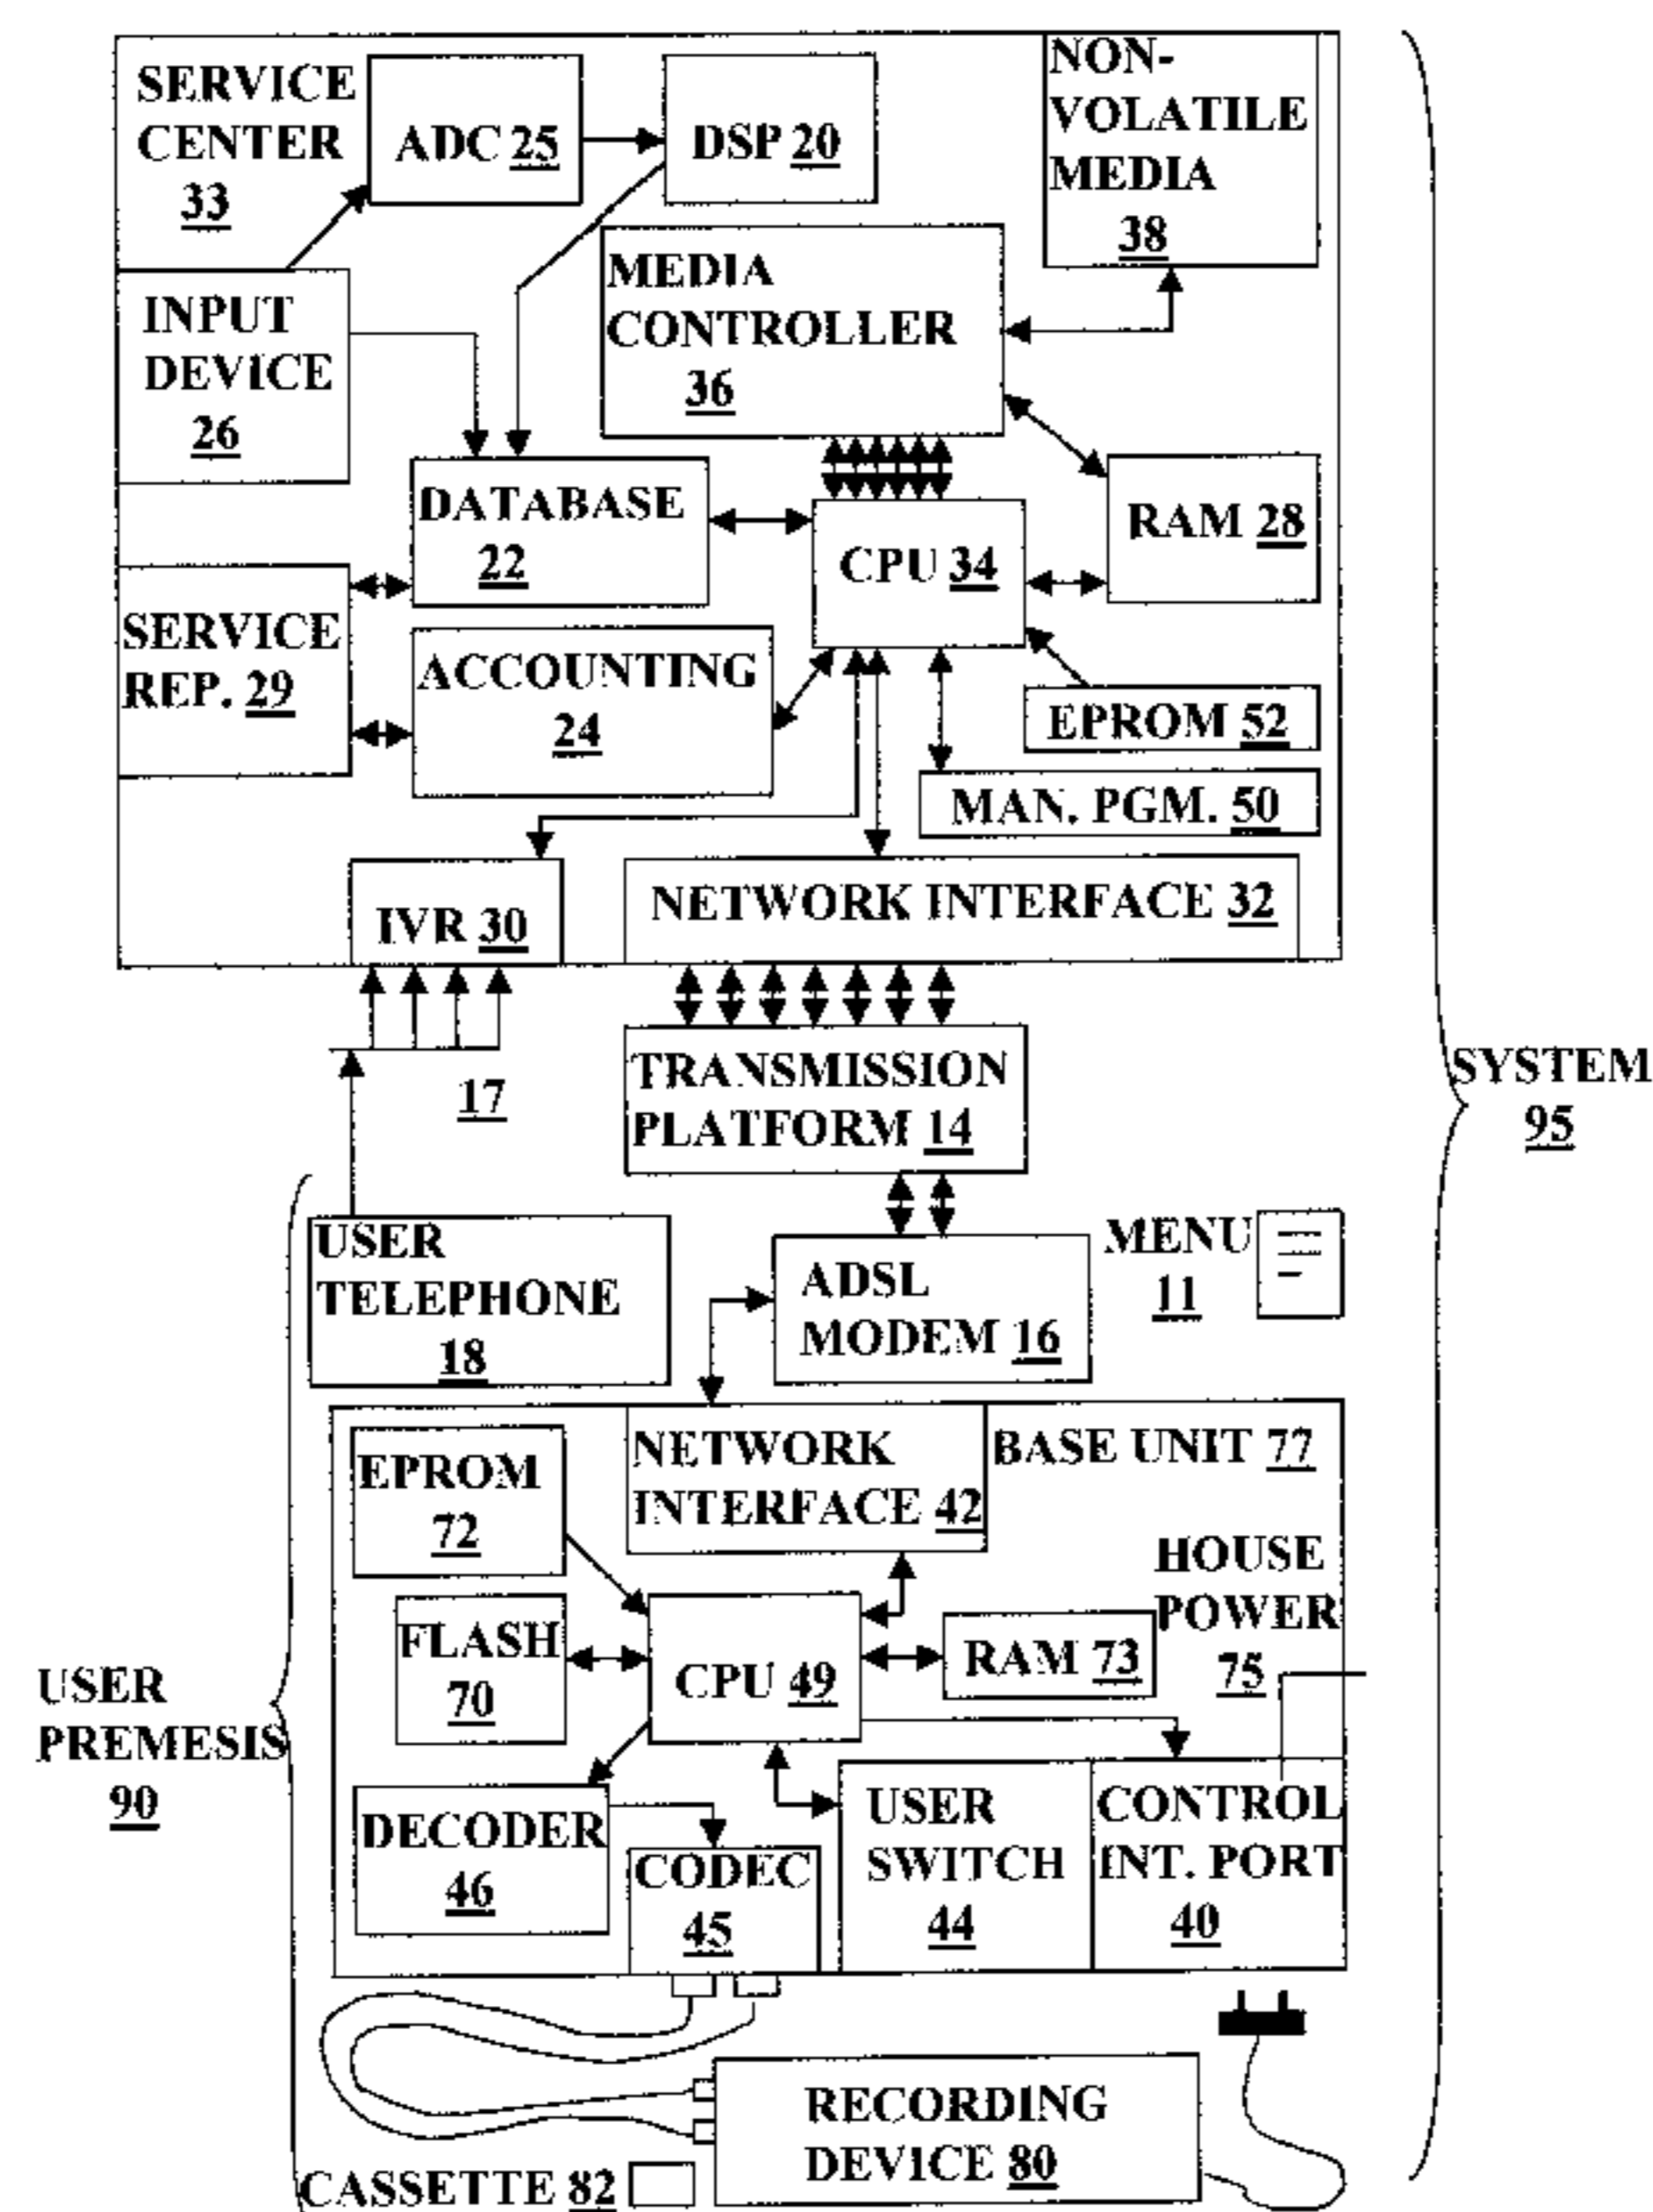 SERVICE
CENTER
33
ADC 25
DSP 20
NON-
VOLATILE
MEDIA
38
INPUT
DEVICE
26
MEDIA
CONTROLLER
36
DATABASE
22
CPU 34
RAM 28
SERVICE
REP. 29
ACCOUNTING
24
EPROM 52
MAN. PGM. 50
IVR 30
NETWORK INTERFACE 32
17
TRANSMISSION
PLATFORM 14
SYSTEM
95
USER
TELEPHONE
18
ADSL
MODEM 16
MENU
11
EPROM
72
NETWORK
INTERFACE 42
BASE UNIT 77
HOUSE
POWER
75
FLASH
70
CPU 49
RAM 73
USER
PREMESIS
90
DECODER
46
CODEC
45
USER
SWITCH
44
CONTROL
INT. PORT
40
RECORDING
DEVICE 80
CASSETTE 82